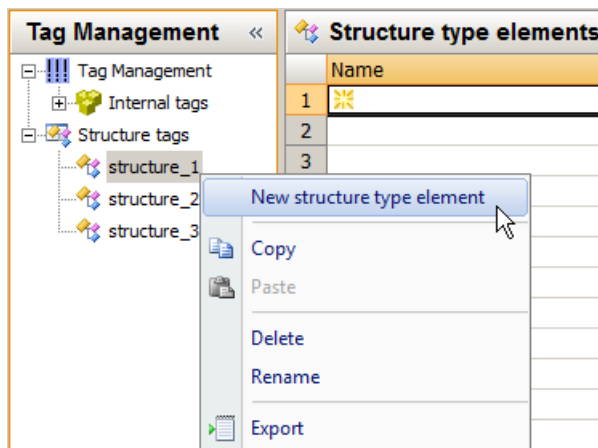 Tag Management «
Tag Management
Internal tags
Structure tags
structure_1
structure_2
structure_3
Structure type elements
Name
1
2
3
New structure type element
Copy
Paste
Delete
Rename
Export